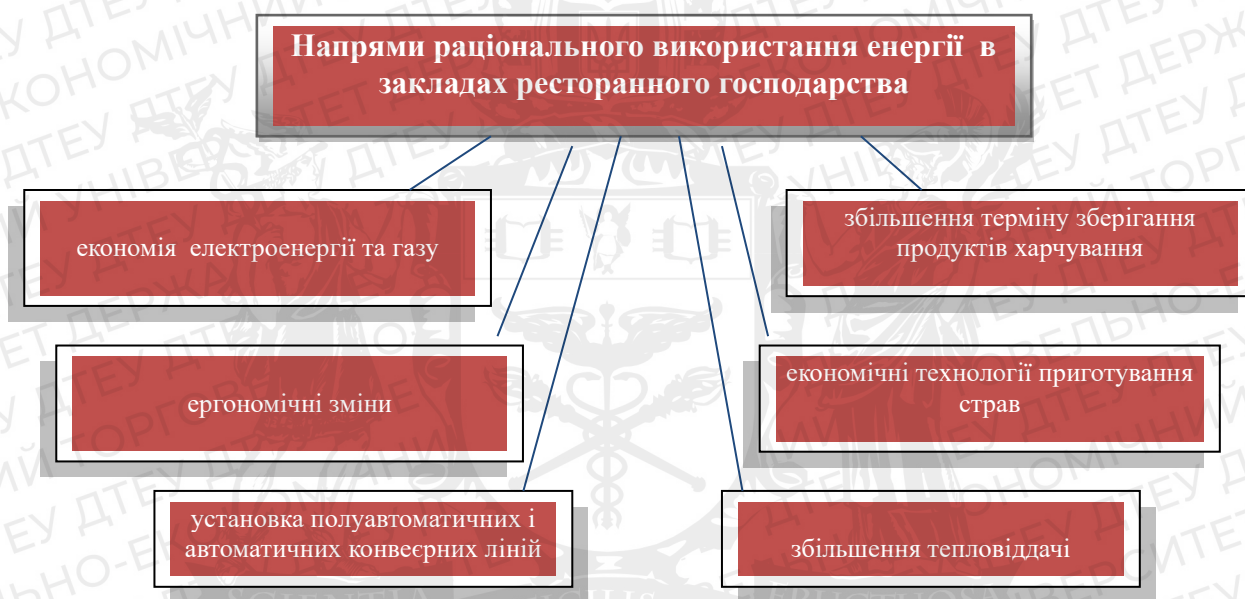 Напрями раціонального використання енергії в
закладах ресторанного господарства
економія електроенергії та газу
збільшення терміну зберігання
продуктів харчування
ергономічні зміни
економічні технології приготування
страв
установка полуавтоматичних і
автоматичних конвеєрних ліній
збільшення тепловіддачі